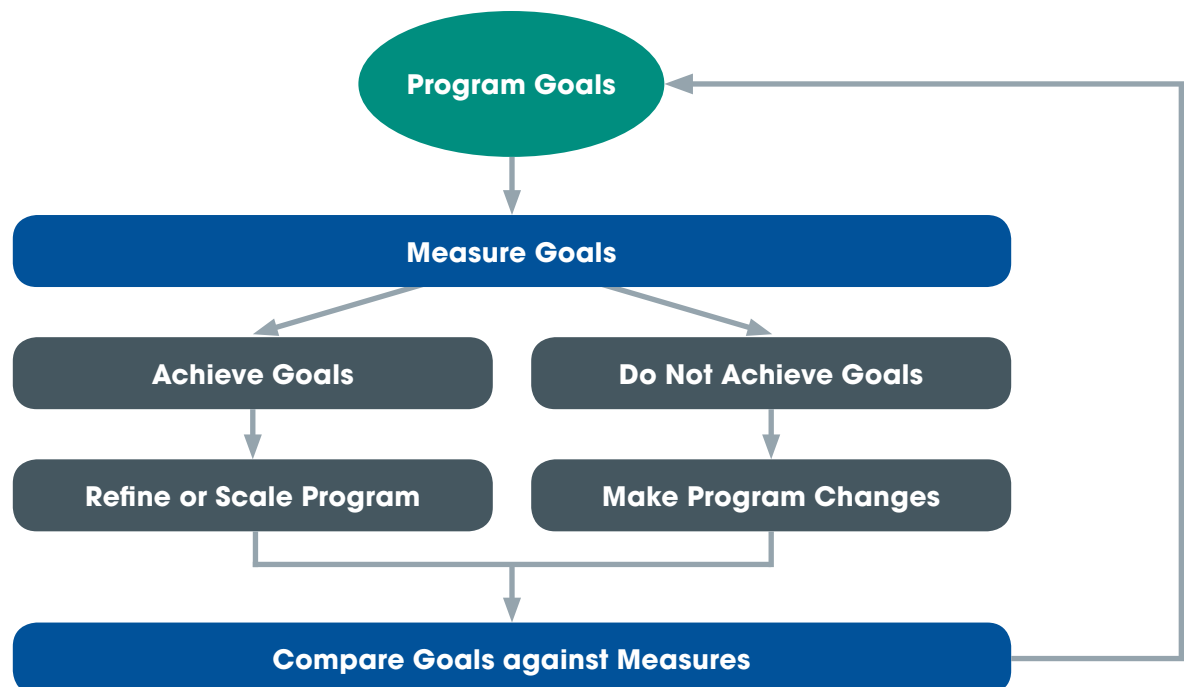 Program Goals
Measure Goals
Achieve Goals
Do Not Achieve Goals
Refine or Scale Program
Make Program Changes
Compare Goals against Measures